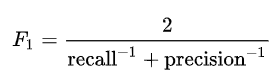 F₁ = 2 / (recall⁻¹ + precision⁻¹)